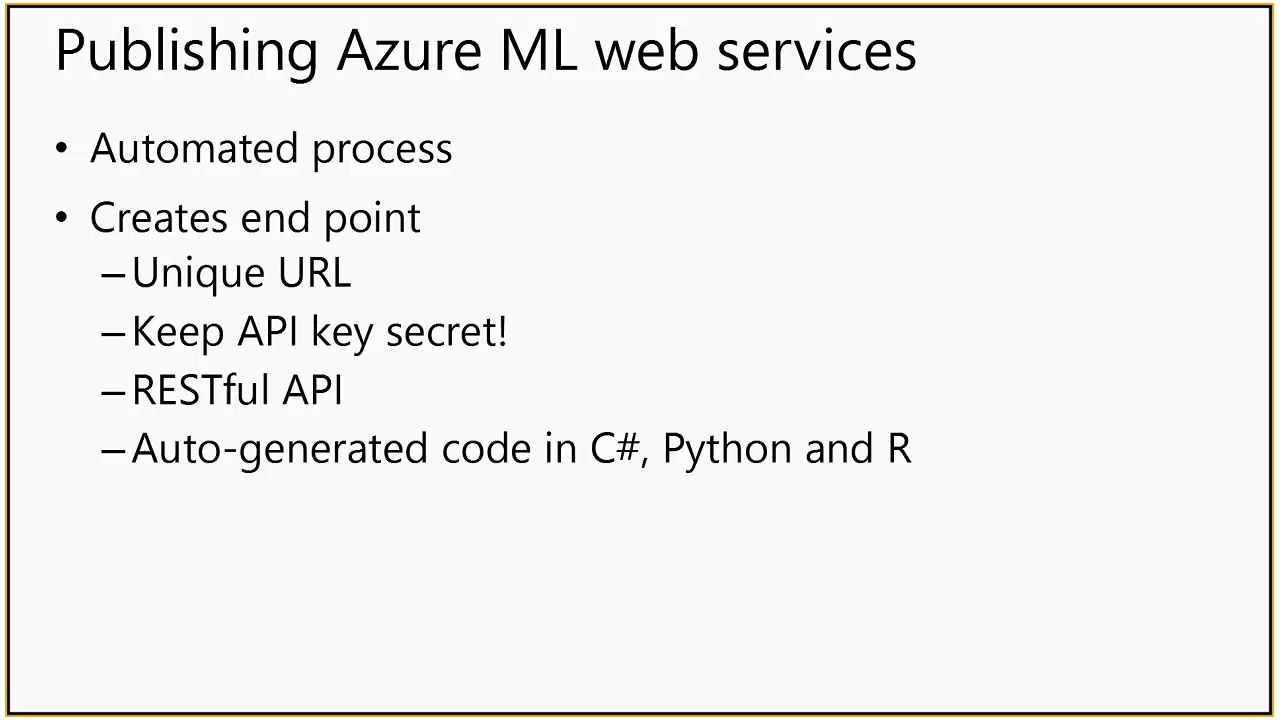 Publishing Azure ML web services
• Automated process
• Creates end point
–Unique URL
–Keep API key secret!
–RESTful API
–Auto-generated code in C#, Python and R